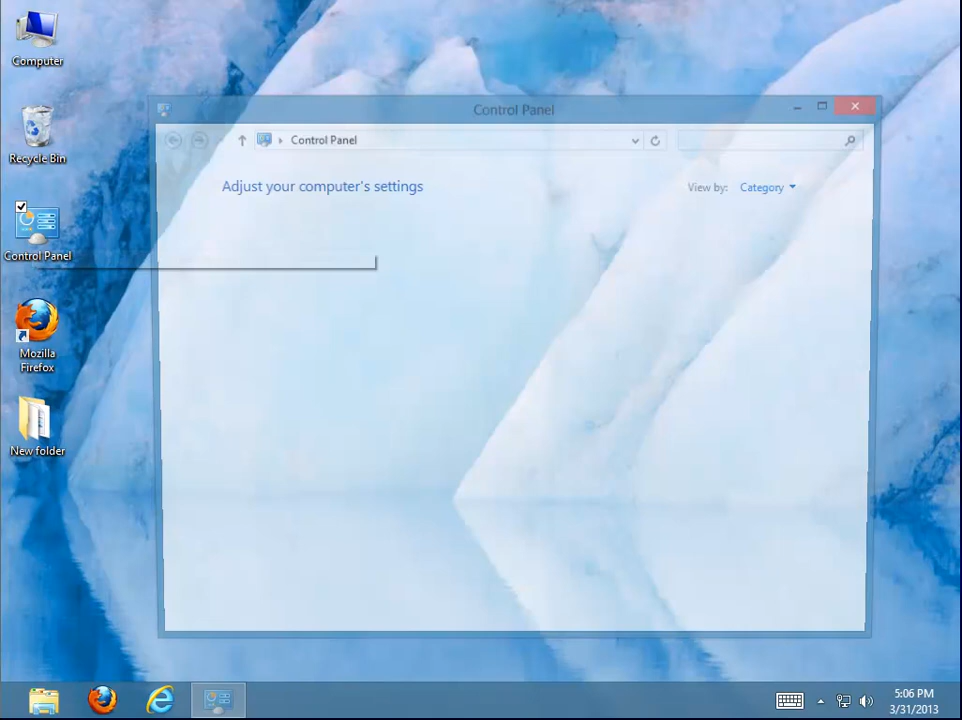 Computer
Recycle Bin
Control Panel
Mozilla
Firefox
New folder
Control Panel
Control Panel
Adjust your computer's settings
View by: Category
5:06 PM
3/31/2013